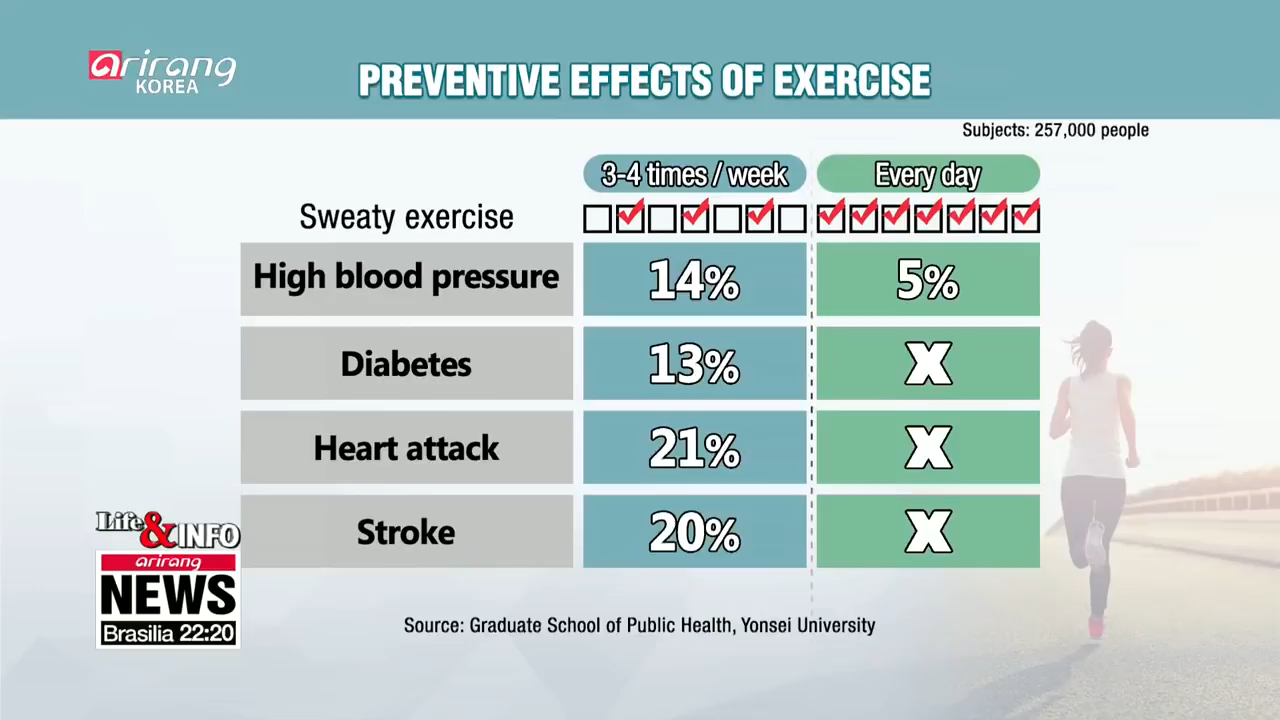 arirang
KOREA
PREVENTIVE EFFECTS OF EXERCISE
Subjects: 257,000 people
3-4 times / week Every day
Sweaty exercise
High blood pressure 14% 5%
Diabetes 13% X
Heart attack 21% X
Stroke 20% X
Life & INFO
arirang
NEWS
Brasilia 22:20
Source: Graduate School of Public Health, Yonsei University